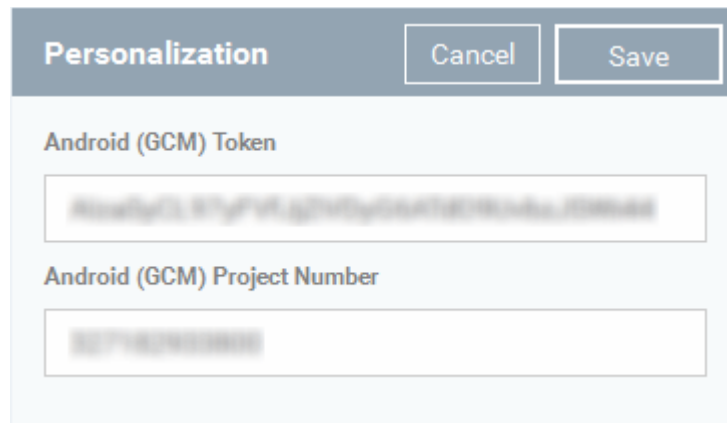 Personalization
Cancel
Save
Android (GCM) Token
Android (GCM) Project Number